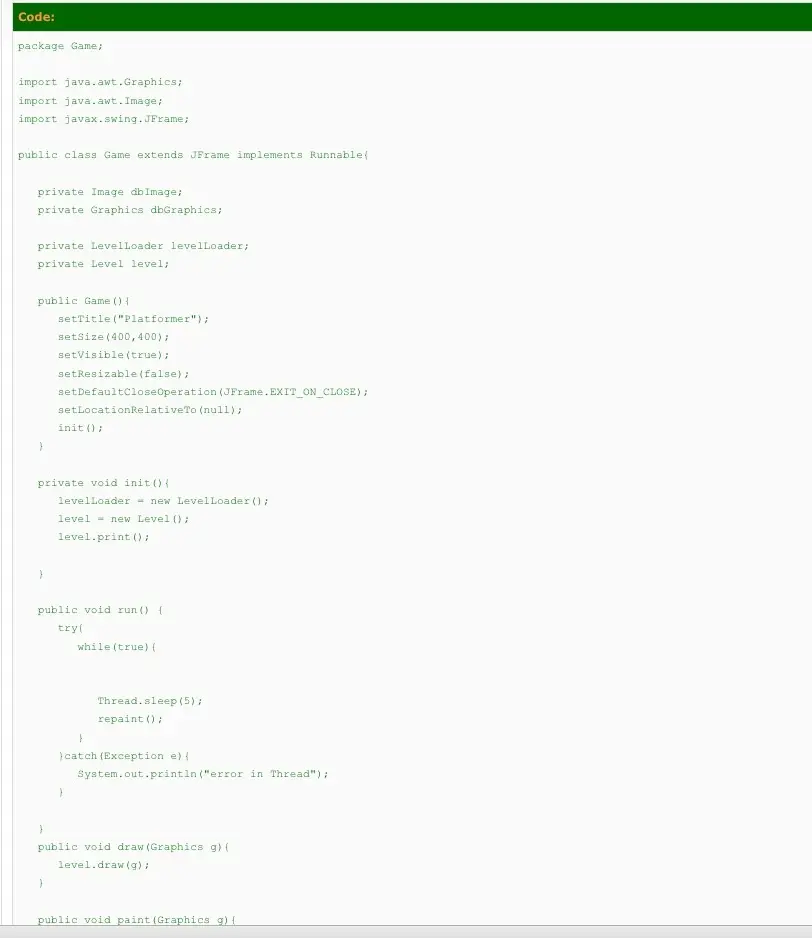 Code:
package Game;
import java.awt.Graphics;
import java.awt.Image;
import javax.swing.JFrame;
public class Game extends JFrame implements Runnable{
private Image dbImage;
private Graphics dbGraphics;
private LevelLoader levelLoader;
private Level level;
public Game(){
setTitle("Platformer");
setSize(400,400);
setVisible(true);
setResizable(false);
setDefaultCloseOperation(JFrame.EXIT_ON_CLOSE);
setLocationRelativeTo(null);
init();
}
private void init(){
levelLoader = new LevelLoader();
level = new Level();
level.print();
}
public void run() {
try{
while(true){
Thread.sleep(5);
repaint();
}
}catch(Exception e){
System.out.println("error in Thread");
}
}
public void draw(Graphics g){
level.draw(g);
}
public void paint(Graphics g){